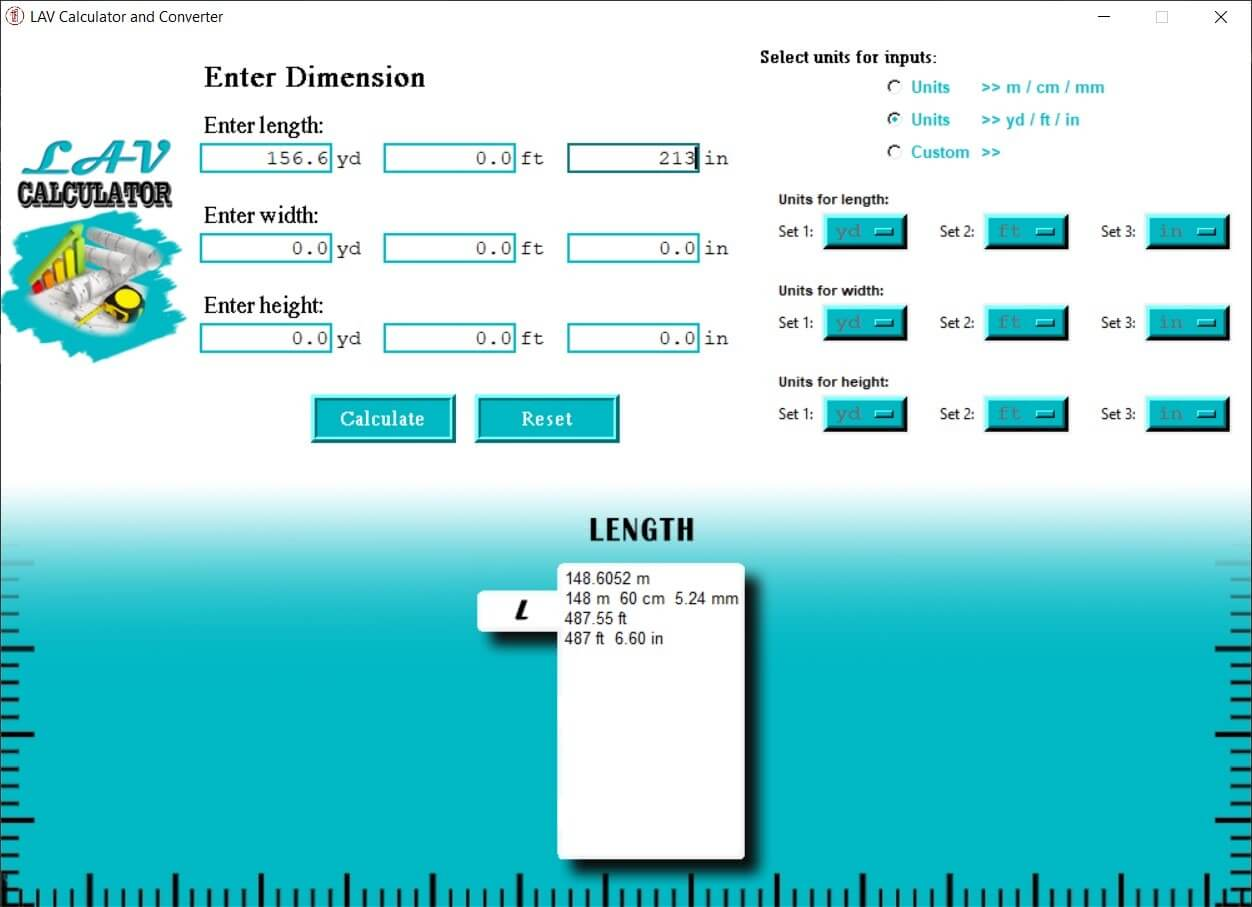 LAV Calculator and Converter
Enter Dimension
Enter length:
156.6 yd 0.0 ft 213 in
Enter width:
0.0 yd 0.0 ft 0.0 in
Enter height:
0.0 yd 0.0 ft 0.0 in
Calculate Reset
LAV
CALCULATOR
Select units for inputs:
Units >> m / cm / mm
Units >> yd / ft / in
Custom >>
Units for length:
Set 1: yd Set 2: ft Set 3: in
Units for width:
Set 1: yd Set 2: ft Set 3: in
Units for height:
Set 1: yd Set 2: ft Set 3: in
LENGTH
L
148.6052 m
148 m 60 cm 5.24 mm
487.55 ft
487 ft 6.60 in